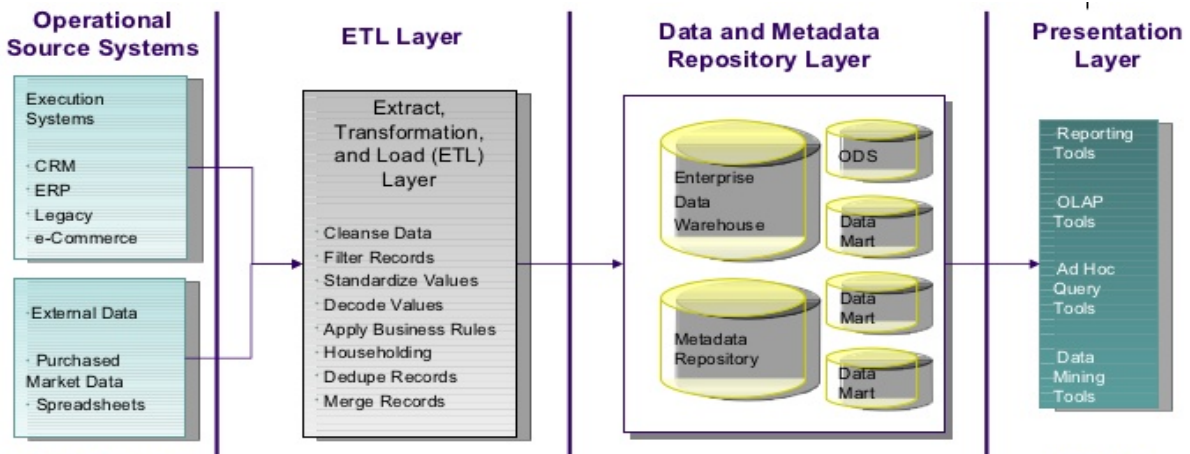 Operational
Source Systems
Execution
Systems
· CRM
· ERP
· Legacy
· e-Commerce
·External Data
· Purchased
Market Data
· Spreadsheets
ETL Layer
Extract,
Transformation,
and Load (ETL)
Layer
· Cleanse Data
· Filter Records
· Standardize Values
· Decode Values
· Apply Business Rules
· Householding
· Dedupe Records
· Merge Records
Data and Metadata
Repository Layer
Enterprise
Data
Warehouse
Metadata
Repository
ODS
Data
Mart
Data
Mart
Data
Mart
Presentation
Layer
· Reporting
Tools
· OLAP
Tools
· Ad Hoc
Query
Tools
· Data
Mining
Tools